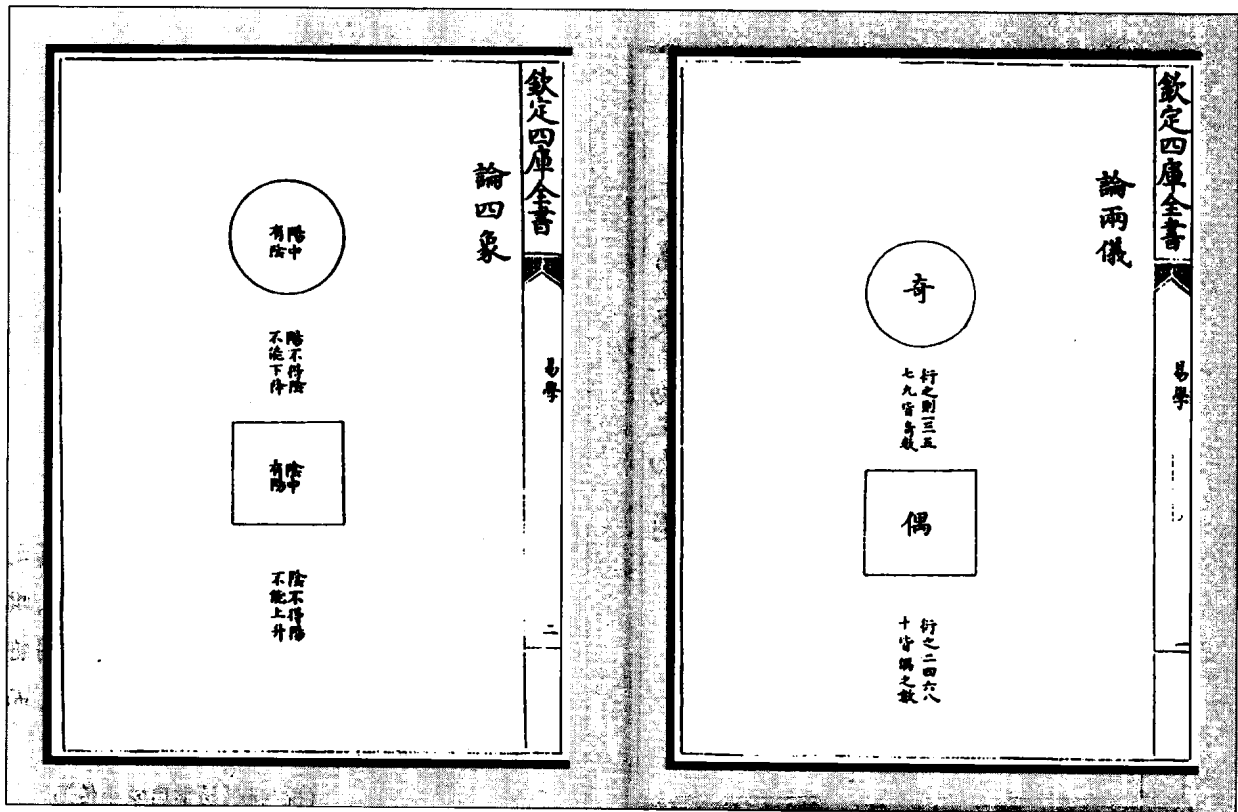 欽定四庫全書
易學
一
論兩儀
奇
衍之則一三五
七九皆奇數
偶
衍之二四六八
十皆偶之數
欽定四庫全書
易學
二
論四象
陽中
有陰
陽不得陰
不能下降
陰中
有陽
陰不得陽
不能上升